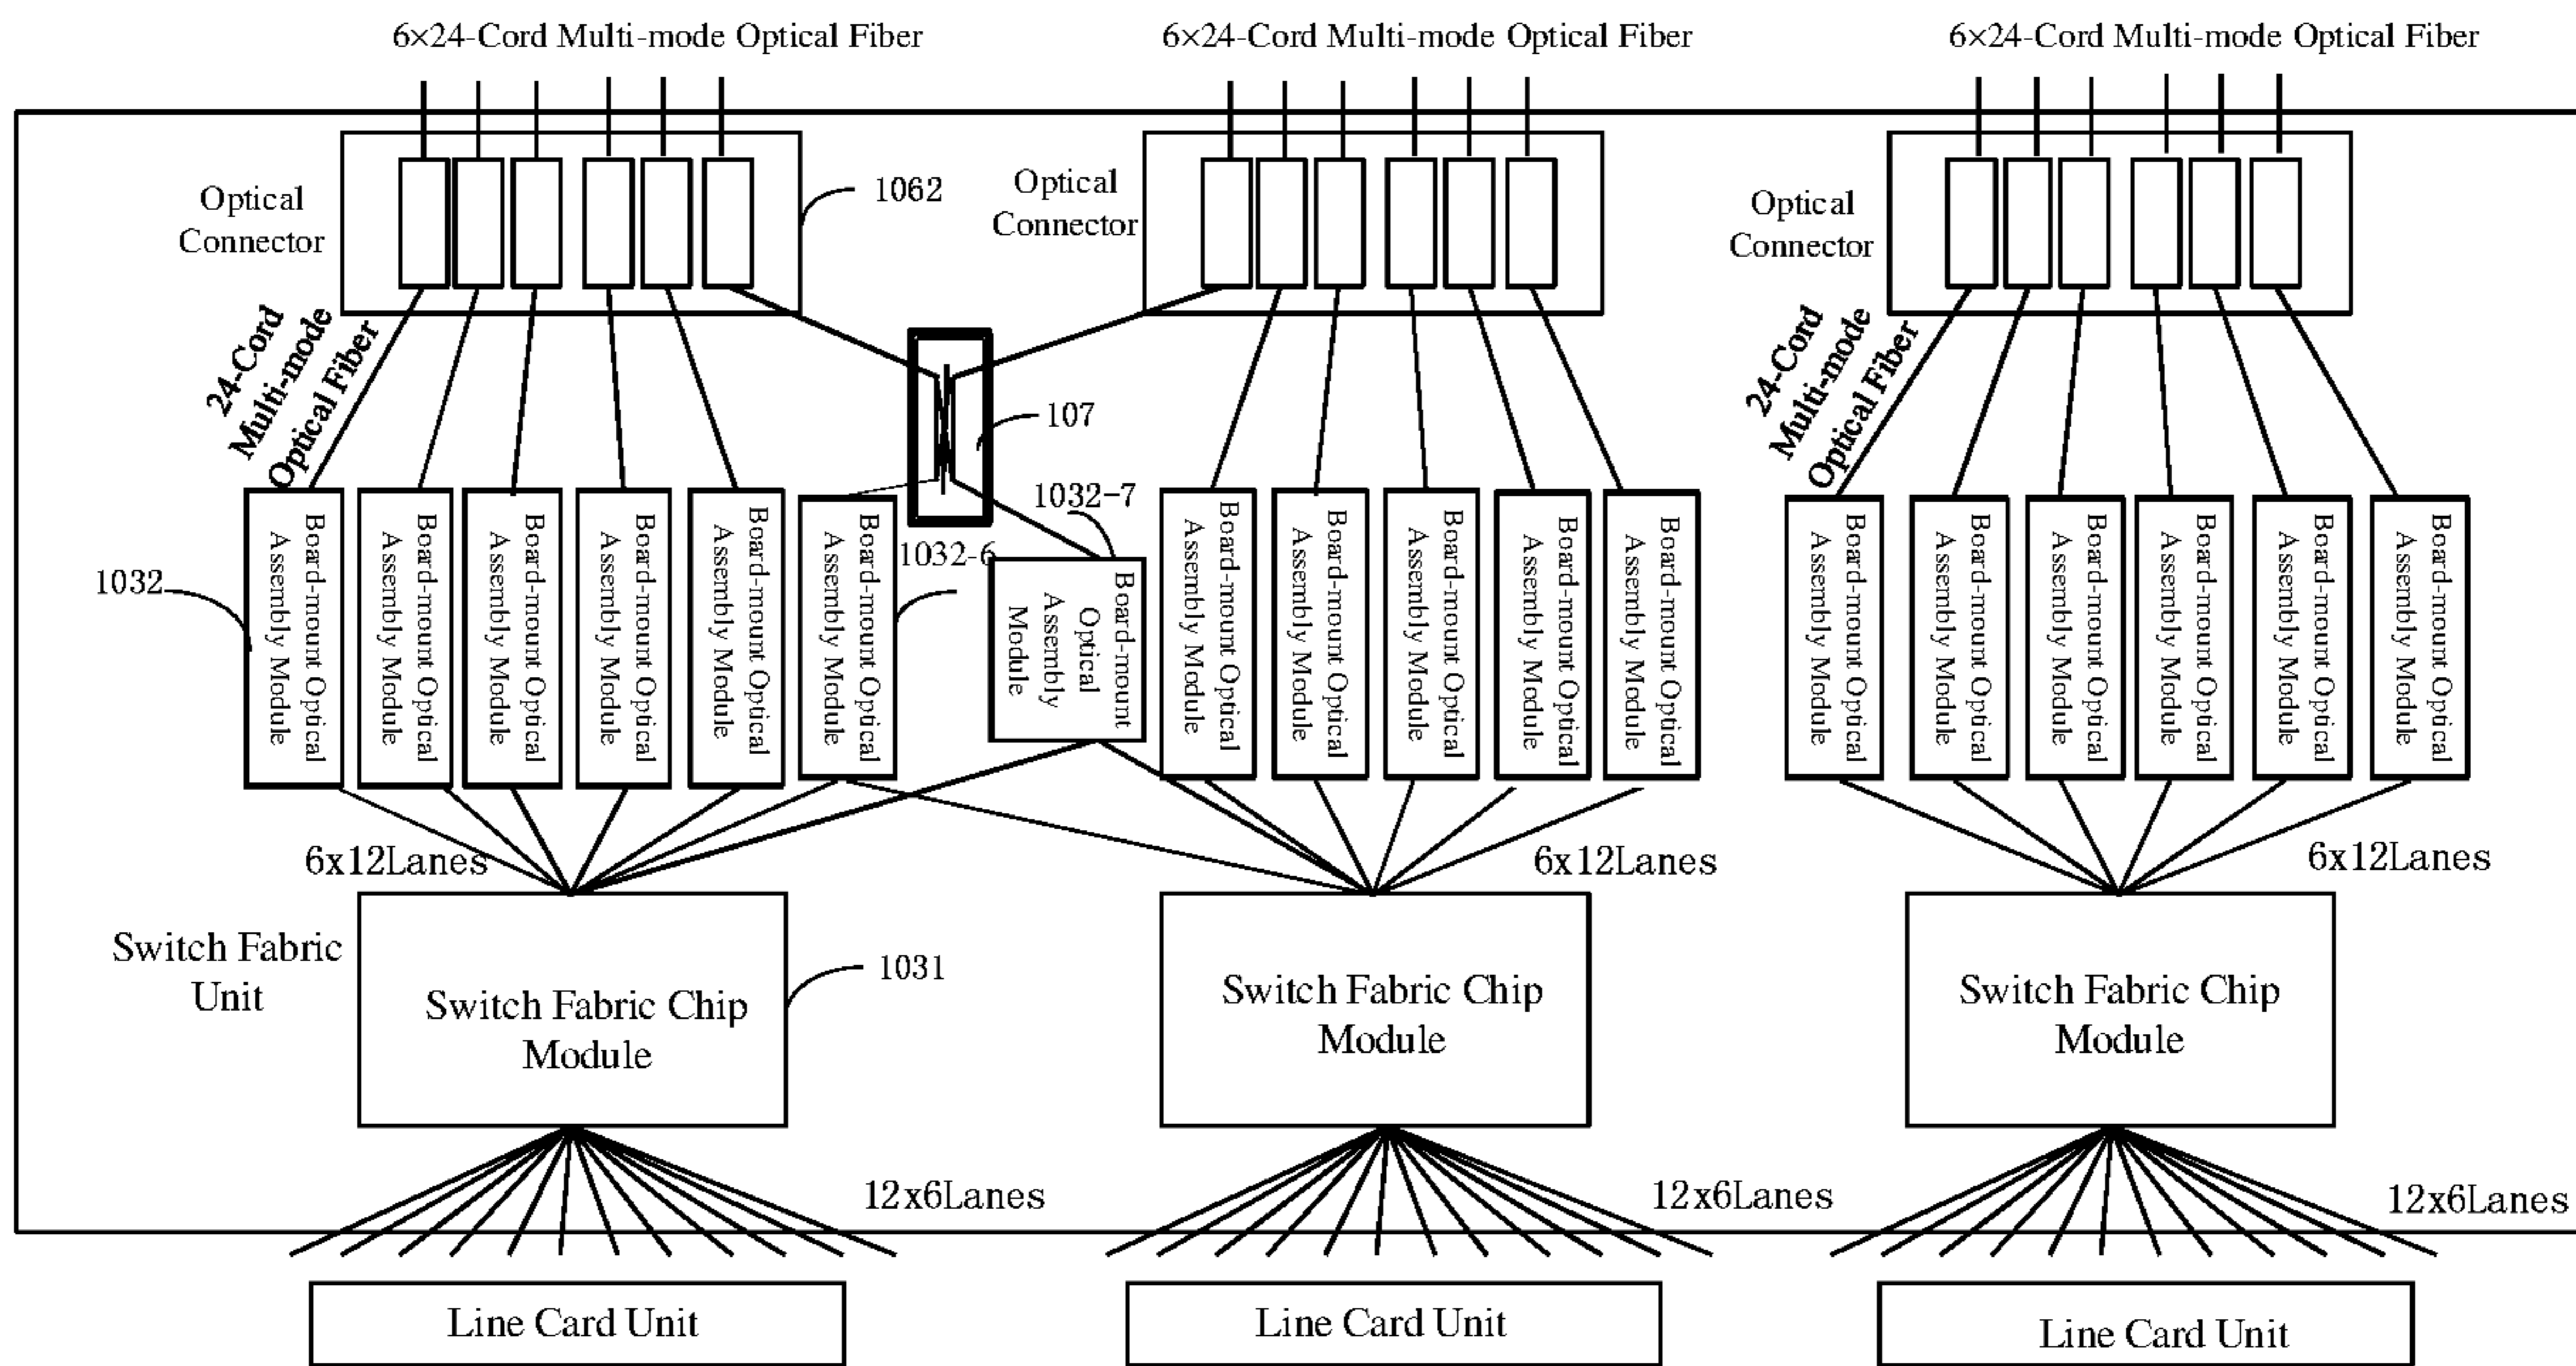 6×24-Cord Multi-mode Optical Fiber
6×24-Cord Multi-mode Optical Fiber
6×24-Cord Multi-mode Optical Fiber
Optical
Connector
1062
Optical
Connector
Optical
Connector
24-Cord
Multi-mode
Optical Fiber
107
24-Cord
Multi-mode
Optical Fiber
1032-7
1032-6
1032
Board-mount Optical
Assembly Module
Board-mount Optical
Assembly Module
Board-mount Optical
Assembly Module
Board-mount Optical
Assembly Module
Board-mount Optical
Assembly Module
Board-mount Optical
Assembly Module
Board-mount
Optical
Assembly
Module
Board-mount Optical
Assembly Module
Board-mount Optical
Assembly Module
Board-mount Optical
Assembly Module
Board-mount Optical
Assembly Module
Board-mount Optical
Assembly Module
Board-mount Optical
Assembly Module
Board-mount Optical
Assembly Module
Board-mount Optical
Assembly Module
Board-mount Optical
Assembly Module
Board-mount Optical
Assembly Module
Board-mount Optical
Assembly Module
6x12Lanes
6x12Lanes
6x12Lanes
Switch Fabric
Unit
1031
Switch Fabric Chip
Module
Switch Fabric Chip
Module
Switch Fabric Chip
Module
12x6Lanes
12x6Lanes
12x6Lanes
Line Card Unit
Line Card Unit
Line Card Unit